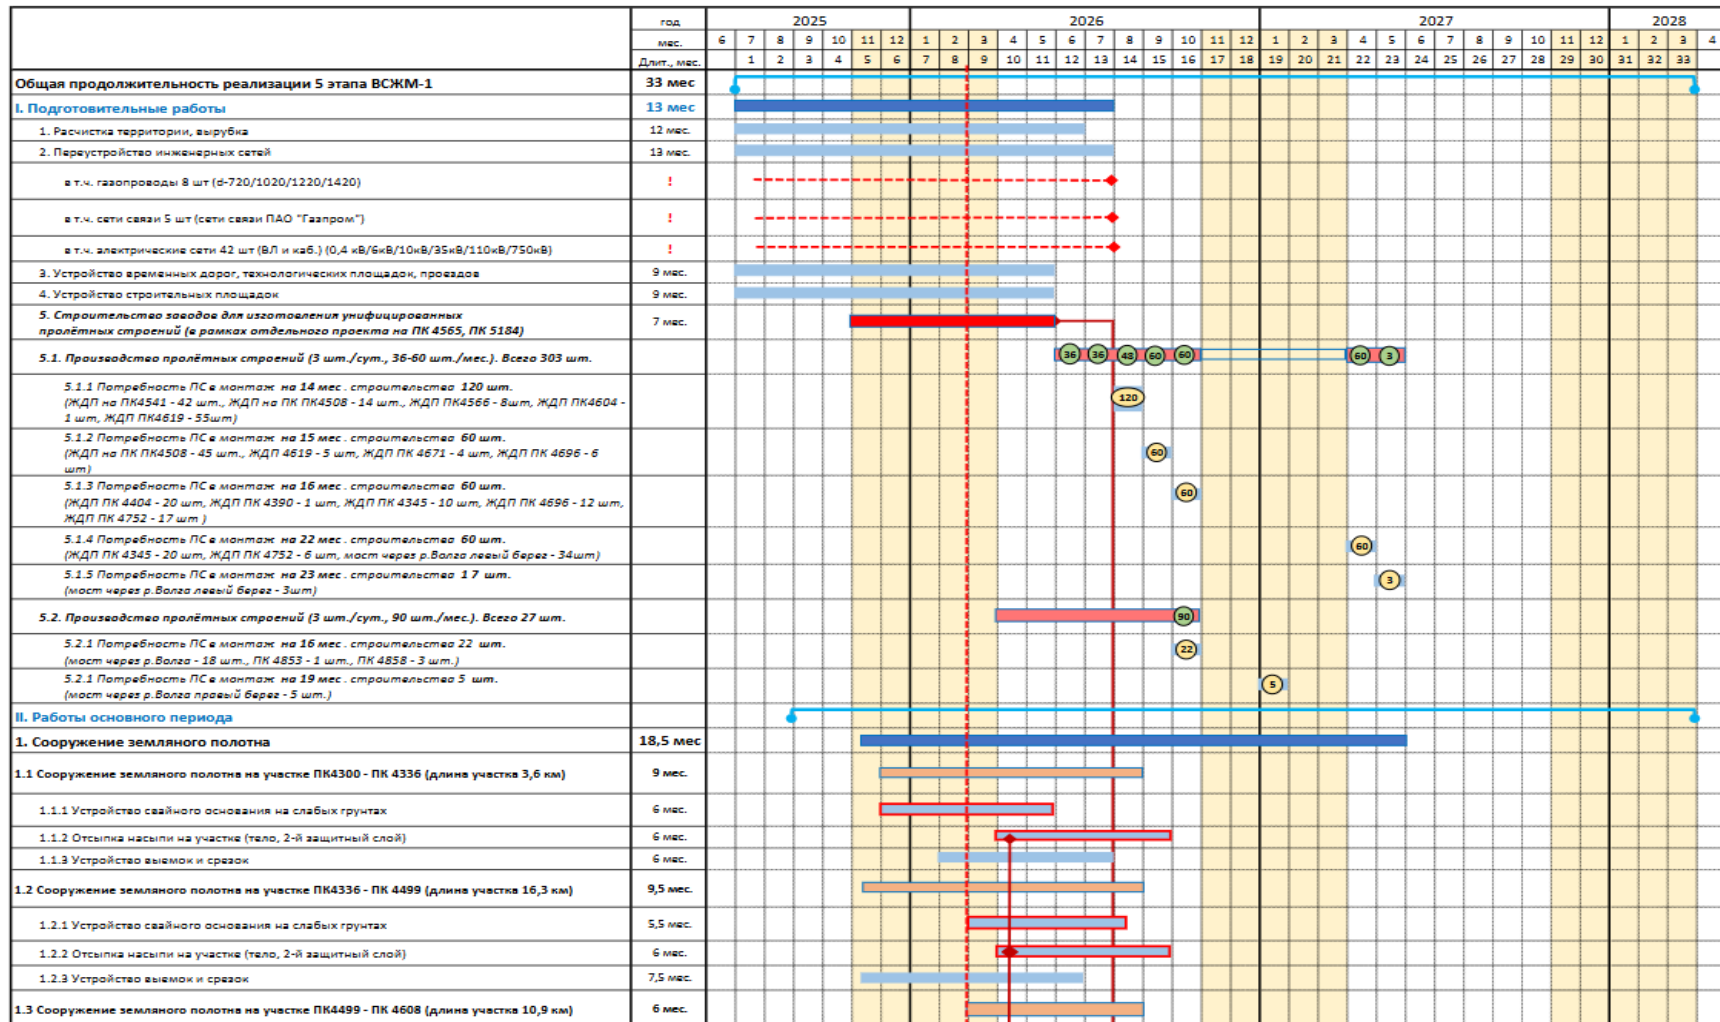 год 2025 2026 2027 2028
мес. 6 7 8 9 10 11 12 1 2 3 4 5 6 7 8 9 10 11 12 1 2 3 4 5 6 7 8 9 10 11 12 1 2 3 4
Длит., мес. 1 2 3 4 5 6 7 8 9 10 11 12 13 14 15 16 17 18 19 20 21 22 23 24 25 26 27 28 29 30 31 32 33
Общая продолжительность реализации 5 этапа ВСЖМ-1 33 мес
I. Подготовительные работы 13 мес
1. Расчистка территории, вырубка 12 мес.
2. Переустройство инженерных сетей 13 мес.
в т.ч. газопроводы 8 шт (d-720/1020/1220/1420) !
в т.ч. сети связи 5 шт (сети связи ПАО "Газпром") !
в т.ч. электрические сети 42 шт (ВЛ и каб.) (0,4 кВ/6кВ/10кВ/35кВ/110кВ/750кВ) !
3. Устройство временных дорог, технологических площадок, проездов 9 мес.
4. Устройство строительных площадок 9 мес.
5. Строительство заводов для изготовления унифицированных
пролётных строений (в рамках отдельного проекта на ПК 4565, ПК 5184) 7 мес.
5.1. Производство пролётных строений (3 шт./сут., 36-60 шт./мес.). Всего 303 шт. 36 36 48 60 60 60 3
5.1.1 Потребность ПС в монтаж на 14 мес. строительства 120 шт.
(ЖДП на ПК4541 - 42 шт., ЖДП на ПК ПК4508 - 14 шт., ЖДП ПК4566 - 8шт, ЖДП ПК4604 -
1 шт, ЖДП ПК4619 - 55шт) 120
5.1.2 Потребность ПС в монтаж на 15 мес. строительства 60 шт.
(ЖДП на ПК ПК4508 - 45 шт., ЖДП 4619 - 5 шт, ЖДП ПК 4671 - 4 шт, ЖДП ПК 4696 - 6
шт) 60
5.1.3 Потребность ПС в монтаж на 16 мес. строительства 60 шт.
(ЖДП ПК 4404 - 20 шт, ЖДП ПК 4390 - 1 шт, ЖДП ПК 4345 - 10 шт, ЖДП ПК 4696 - 12 шт,
ЖДП ПК 4752 - 17 шт ) 60
5.1.4 Потребность ПС в монтаж на 22 мес. строительства 60 шт.
(ЖДП ПК 4345 - 20 шт, ЖДП ПК 4752 - 6 шт, мост через р.Волга левый берег - 34шт) 60
5.1.5 Потребность ПС в монтаж на 23 мес. строительства 1 7 шт.
(мост через р.Волга левый берег - 3шт) 3
5.2. Производство пролётных строений (3 шт./сут., 90 шт./мес.). Всего 27 шт. 90
5.2.1 Потребность ПС в монтаж на 16 мес. строительства 22 шт.
(мост через р.Волга - 18 шт., ПК 4853 - 1 шт., ПК 4858 - 3 шт.) 22
5.2.1 Потребность ПС в монтаж на 19 мес. строительства 5 шт.
(мост через р.Волга правый берег - 5 шт.) 5
II. Работы основного периода
1. Сооружение земляного полотна 18,5 мес
1.1 Сооружение земляного полотна на участке ПК4300 - ПК 4336 (длина участка 3,6 км) 9 мес.
1.1.1 Устройство свайного основания на слабых грунтах 6 мес.
1.1.2 Отсыпка насыпи на участке (тело, 2-й защитный слой) 6 мес.
1.1.3 Устройство выемок и срезок 6 мес.
1.2 Сооружение земляного полотна на участке ПК4336 - ПК 4499 (длина участка 16,3 км) 9,5 мес.
1.2.1 Устройство свайного основания на слабых грунтах 5,5 мес.
1.2.2 Отсыпка насыпи на участке (тело, 2-й защитный слой) 6 мес.
1.2.3 Устройство выемок и срезок 7,5 мес.
1.3 Сооружение земляного полотна на участке ПК4499 - ПК 4608 (длина участка 10,9 км) 6 мес.